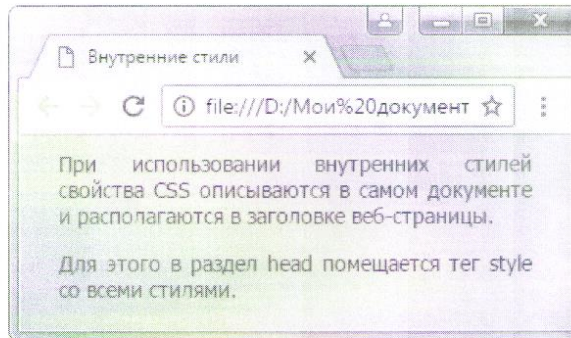 Внутренние стили
file:///D:/Мои%20документ
При использовании внутренних стилей
свойства CSS описываются в самом документе
и располагаются в заголовке веб-страницы.
Для этого в раздел head помещается тег style
со всеми стилями.